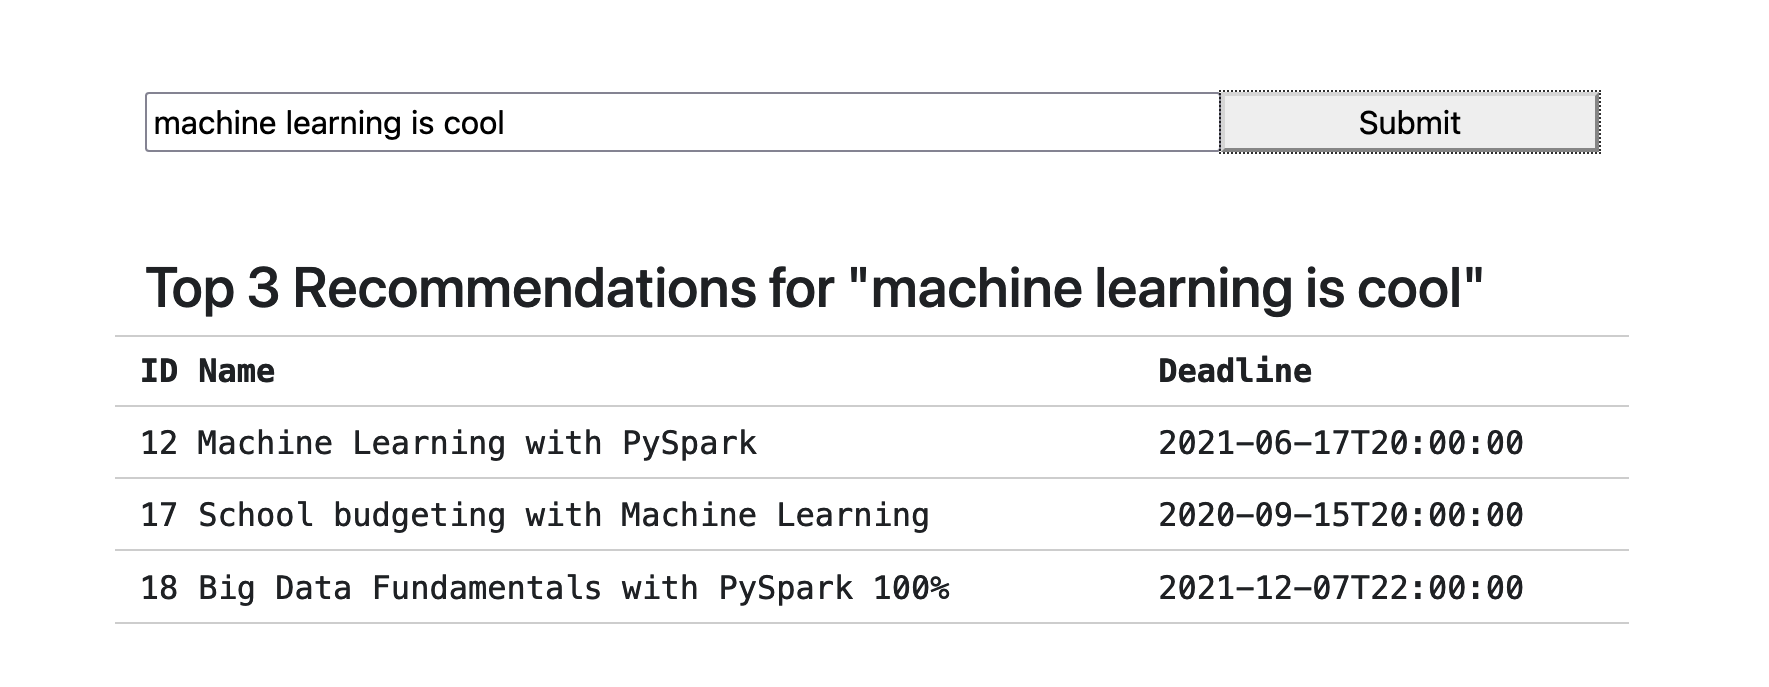 machine learning is cool Submit
Top 3 Recommendations for "machine learning is cool"
ID Name Deadline
12 Machine Learning with PySpark 2021-06-17T20:00:00
17 School budgeting with Machine Learning 2020-09-15T20:00:00
18 Big Data Fundamentals with PySpark 100% 2021-12-07T22:00:00